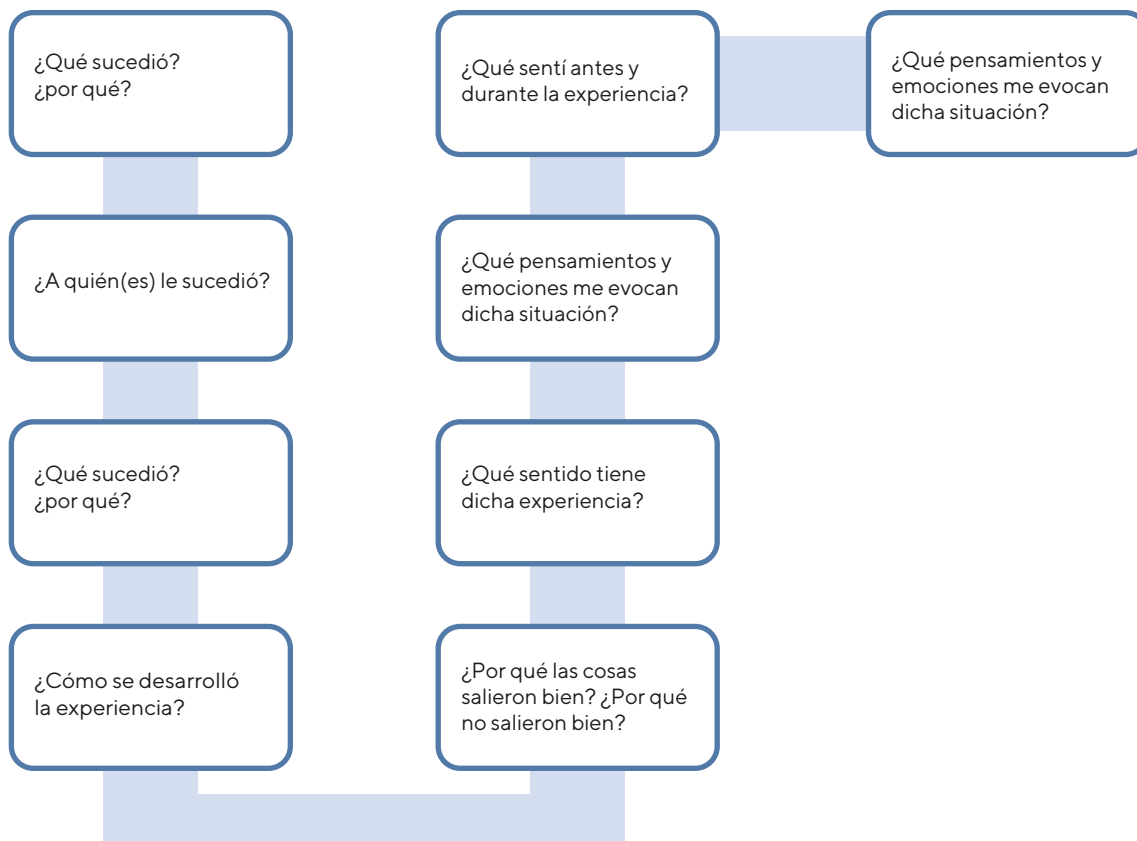 ¿Qué sucedió?
¿por qué?
¿A quién(es) le sucedió?
¿Qué sucedió?
¿por qué?
¿Cómo se desarrolló
la experiencia?
¿Por qué las cosas
salieron bien? ¿Por qué
no salieron bien?
¿Qué sentido tiene
dicha experiencia?
¿Qué pensamientos y
emociones me evocan
dicha situación?
¿Qué sentí antes y
durante la experiencia?
¿Qué pensamientos y
emociones me evocan
dicha situación?